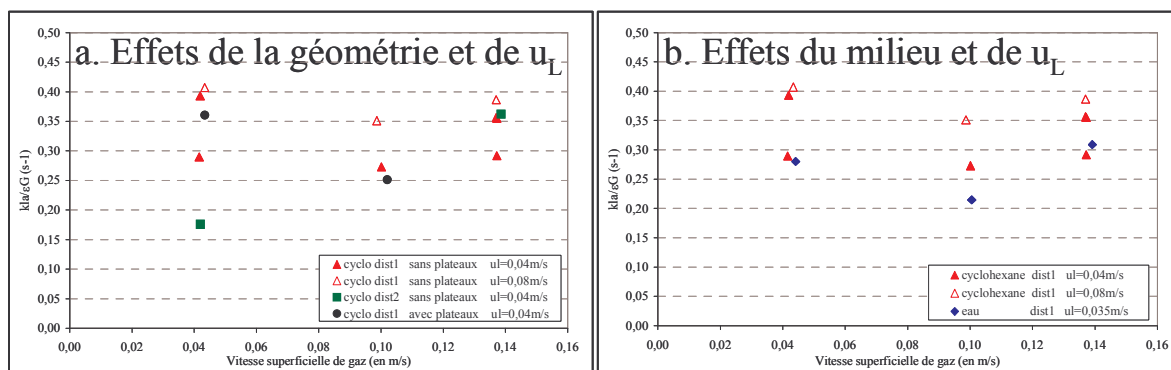 a. Effets de la géométrie et de uL
kla/εG (s-1)
0,50
0,45
0,40
0,35
0,30
0,25
0,20
0,15
0,10
0,05
0,00
cyclo dist1 sans plateaux ul=0,04m/s
cyclo dist1 sans plateaux ul=0,08m/s
cyclo dist2 sans plateaux ul=0,04m/s
cyclo dist1 avec plateaux ul=0,04m/s
0,00 0,02 0,04 0,06 0,08 0,10 0,12 0,14 0,16
Vitesse superficielle de gaz (en m/s)
b. Effets du milieu et de uL
kla/εG (s-1)
0,50
0,45
0,40
0,35
0,30
0,25
0,20
0,15
0,10
0,05
0,00
cyclohexane dist1 ul=0,04m/s
cyclohexane dist1 ul=0,08m/s
eau dist1 ul=0,035m/s
0,00 0,02 0,04 0,06 0,08 0,10 0,12 0,14 0,16
Vitesse superficielle de gaz (en m/s)